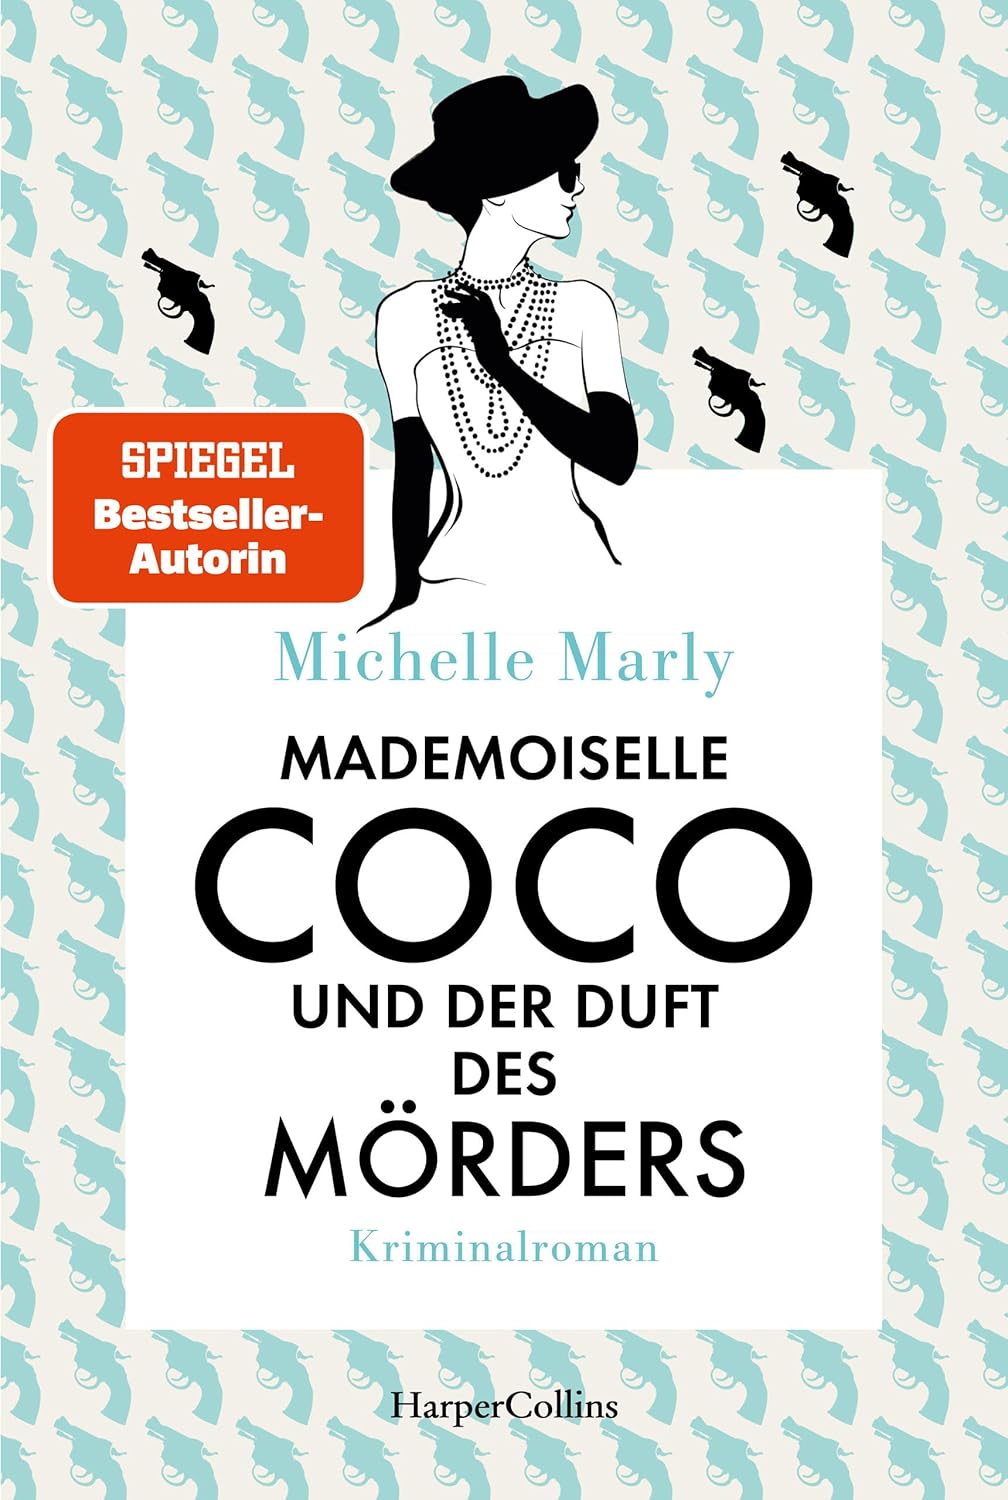 SPIEGEL
Bestseller-
Autorin
Michelle Marly
MADEMOISELLE
COCO
UND DER DUFT
DES
MÖRDERS
Kriminalroman
HarperCollins